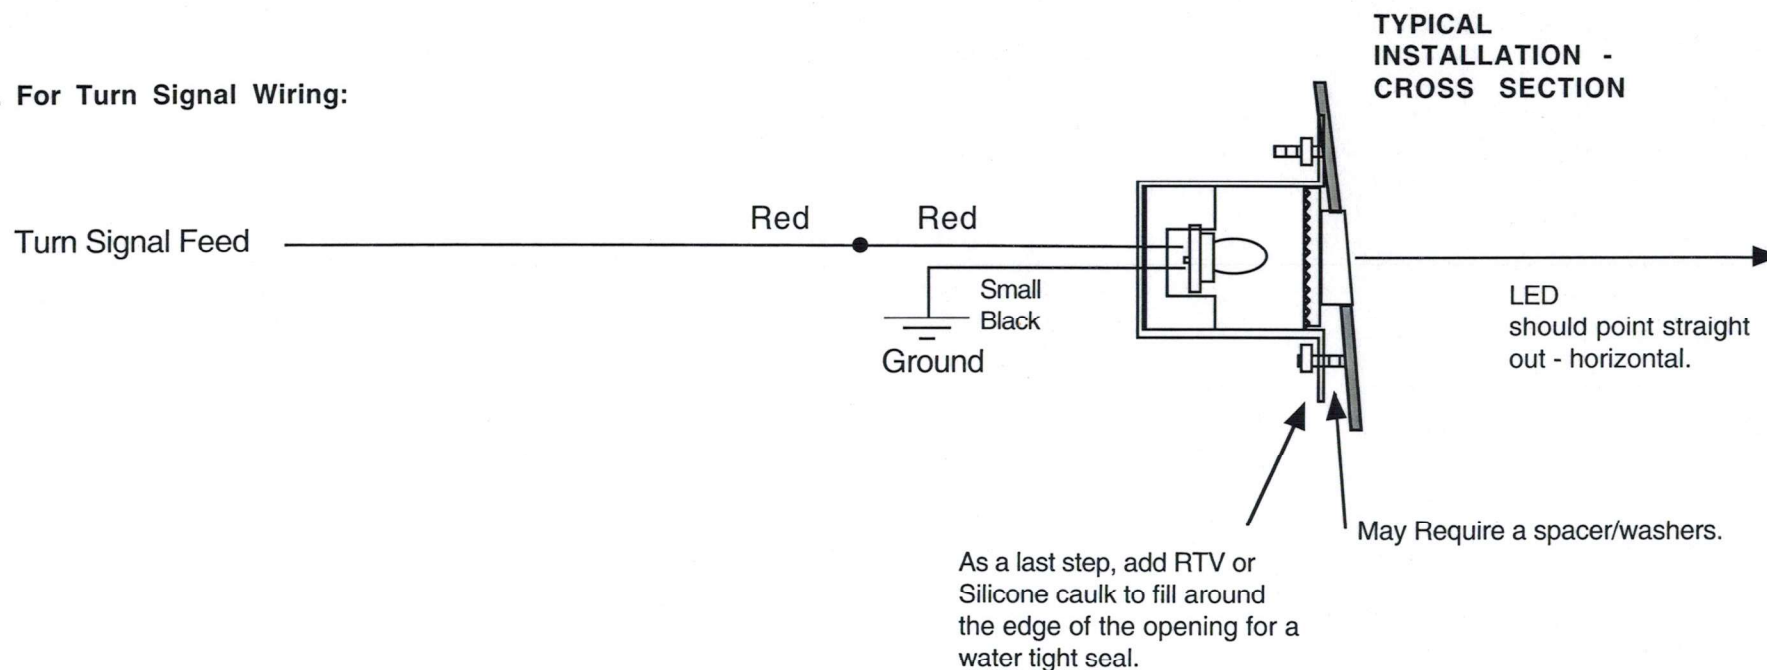 TYPICAL
INSTALLATION -
CROSS SECTION
For Turn Signal Wiring:
Red
Red
Turn Signal Feed
Small
Black
Ground
LED
should point straight
out - horizontal.
May Require a spacer/washers.
As a last step, add RTV or
Silicone caulk to fill around
the edge of the opening for a
water tight seal.